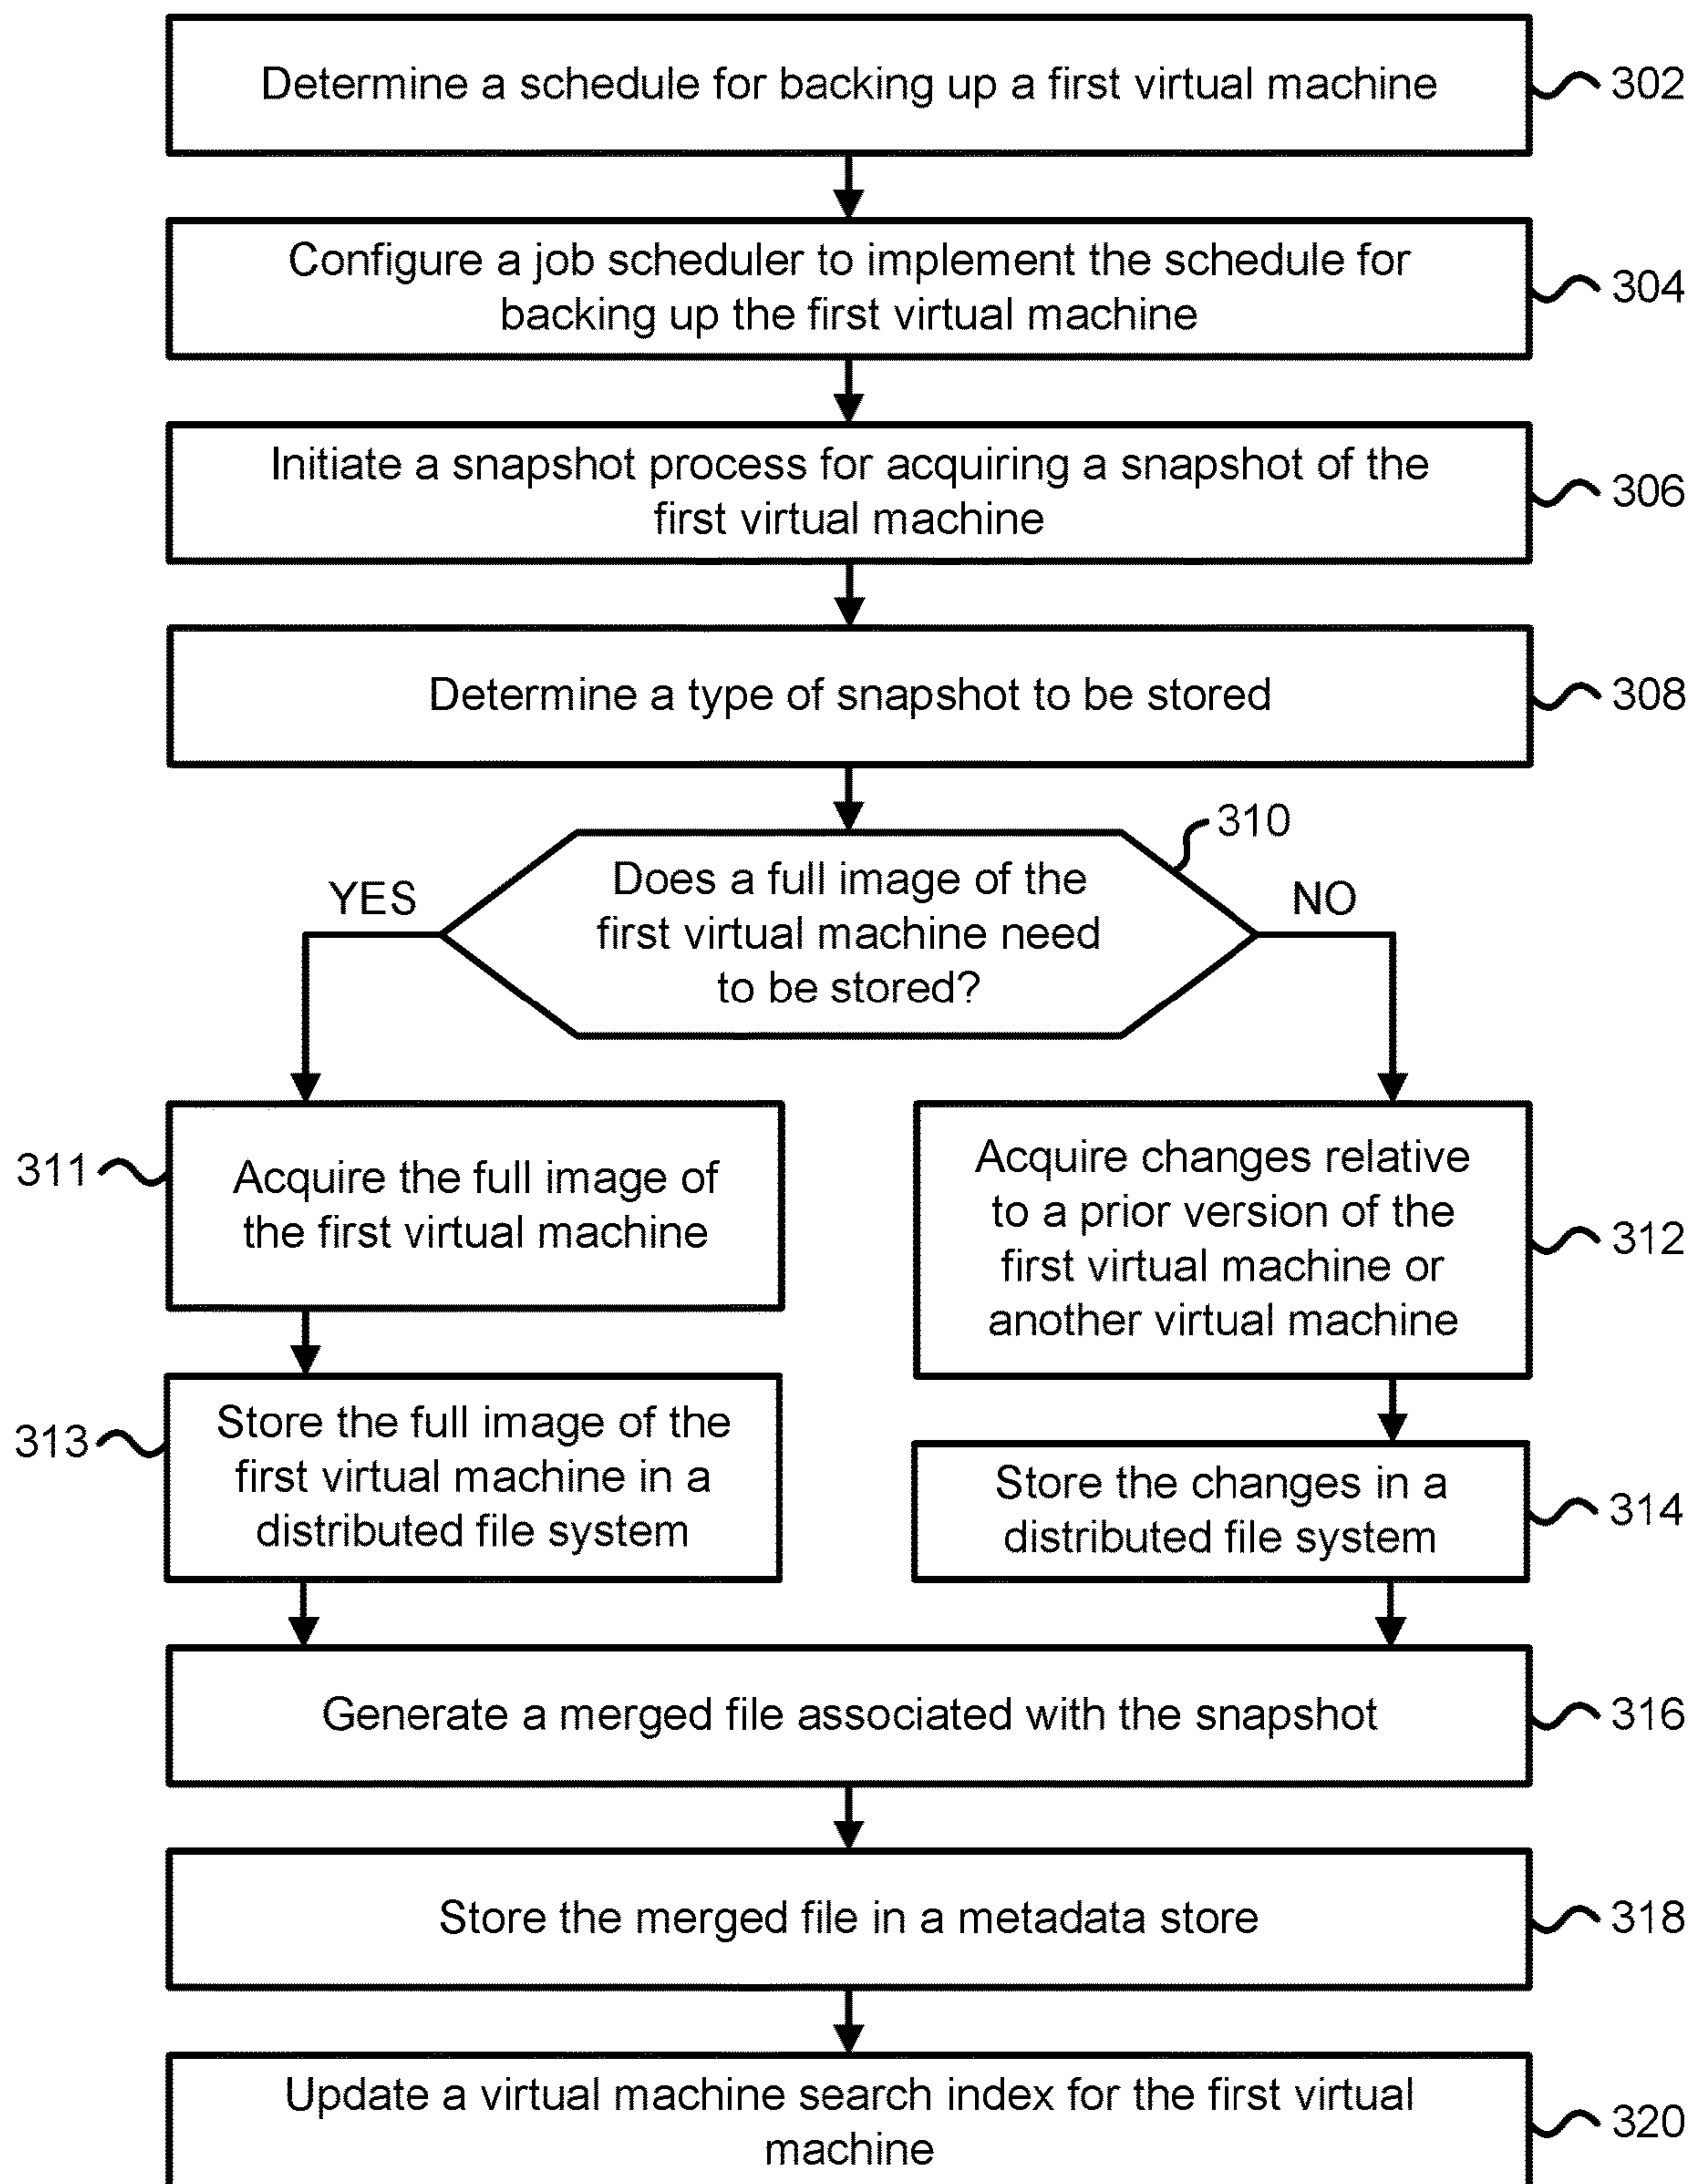 Determine a schedule for backing up a first virtual machine
302
Configure a job scheduler to implement the schedule for
backing up the first virtual machine
304
Initiate a snapshot process for acquiring a snapshot of the
first virtual machine
306
Determine a type of snapshot to be stored
308
310
Does a full image of the
first virtual machine need
to be stored?
YES
NO
311
Acquire the full image of
the first virtual machine
Acquire changes relative
to a prior version of the
first virtual machine or
another virtual machine
312
313
Store the full image of the
first virtual machine in a
distributed file system
Store the changes in a
distributed file system
314
Generate a merged file associated with the snapshot
316
Store the merged file in a metadata store
318
Update a virtual machine search index for the first virtual
machine
320